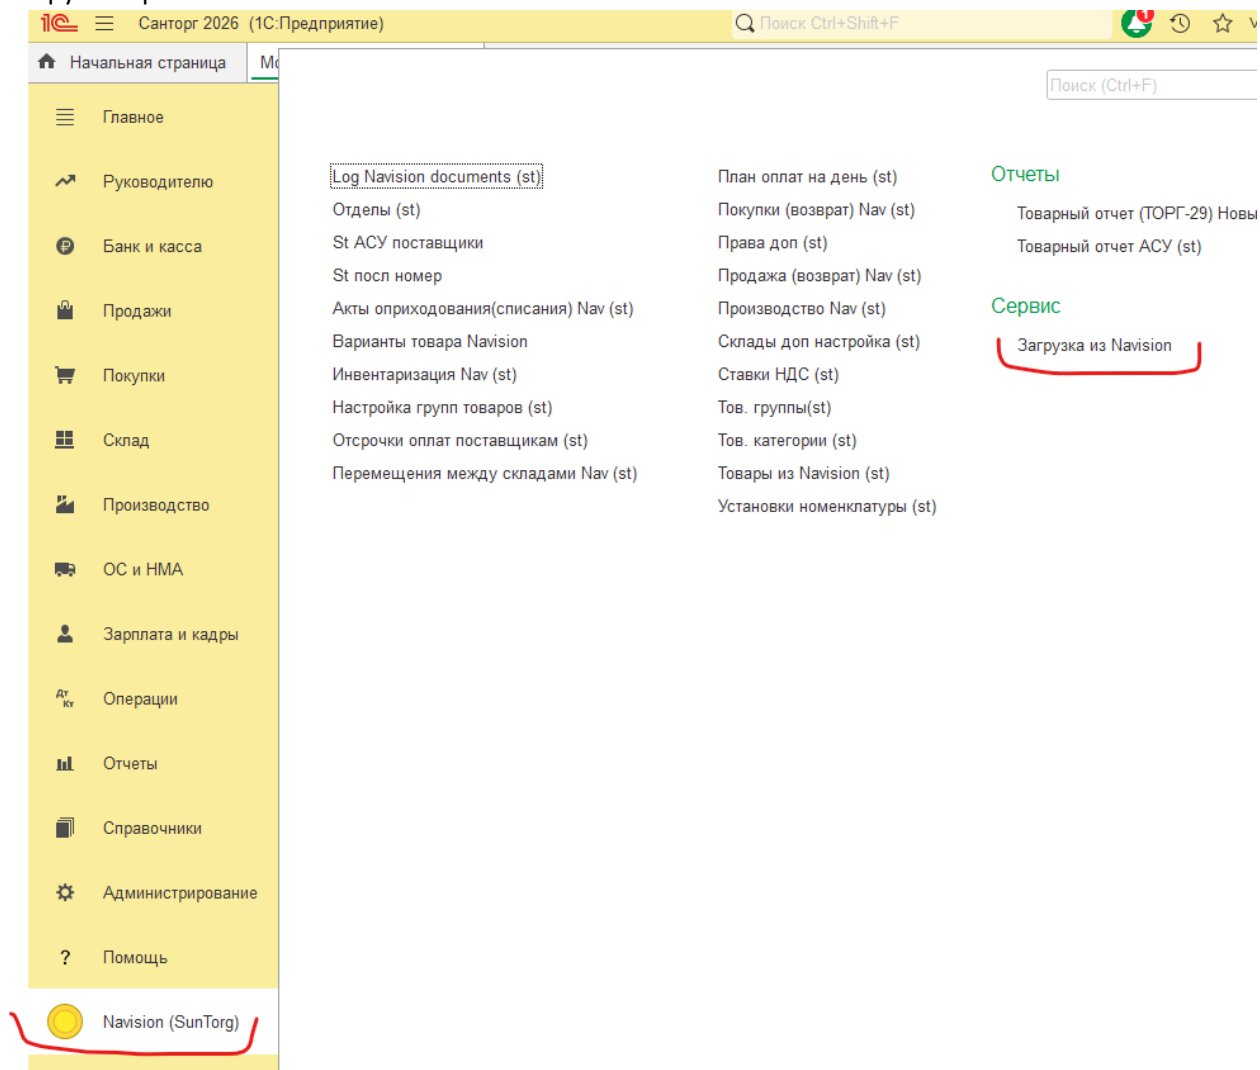 1С Санторг 2026 (1С:Предприятие) Поиск Ctrl+Shift+F 1
Начальная страница
Поиск (Ctrl+F)
Главное
Руководителю
Банк и касса
Продажи
Покупки
Склад
Производство
ОС и НМА
Зарплата и кадры
Дт Кт Операции
Отчеты
Справочники
Администрирование
? Помощь
Navision (SunTorg)
Log Navision documents (st)
Отделы (st)
St АСУ поставщики
St посл номер
Акты оприходования(списания) Nav (st)
Варианты товара Navision
Инвентаризация Nav (st)
Настройка групп товаров (st)
Отсрочки оплат поставщикам (st)
Перемещения между складами Nav (st)
План оплат на день (st)
Покупки (возврат) Nav (st)
Права доп (st)
Продажа (возврат) Nav (st)
Производство Nav (st)
Склады доп настройка (st)
Ставки НДС (st)
Тов. группы(st)
Тов. категории (st)
Товары из Navision (st)
Установки номенклатуры (st)
Отчеты
Товарный отчет (ТОРГ-29) Новы
Товарный отчет АСУ (st)
Сервис
Загрузка из Navision